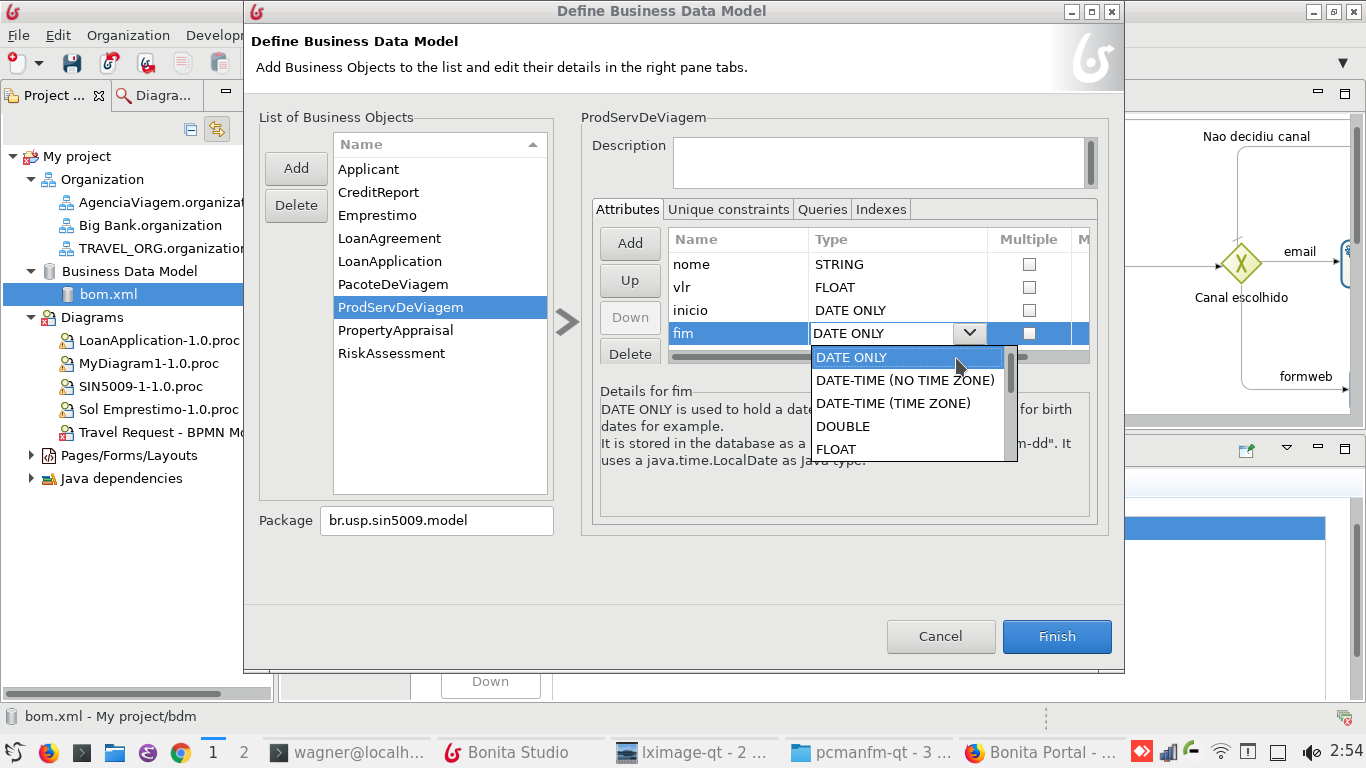 Define Business Data Model
File Edit Organization Develop
Define Business Data Model
Add Business Objects to the list and edit their details in the right pane tabs.
Project ...
Diagra...
My project
Organization
AgenciaViagem.organizat
Big Bank.organization
TRAVEL_ORG.organization
Business Data Model
bom.xml
Diagrams
LoanApplication-1.0.proc
MyDiagram1-1.0.proc
SIN5009-1-1.0.proc
Sol Emprestimo-1.0.proc
Travel Request - BPMN Mo
Pages/Forms/Layouts
Java dependencies
List of Business Objects
Add
Delete
Name
Applicant
CreditReport
Emprestimo
LoanAgreement
LoanApplication
PacoteDeViagem
ProdServDeViagem
PropertyAppraisal
RiskAssessment
Package br.usp.sin5009.model
ProdServDeViagem
Description
Attributes Unique constraints Queries Indexes
Add
Up
Down
Delete
Name Type Multiple M
nome STRING
vlr FLOAT
inicio DATE ONLY
fim DATE ONLY
DATE ONLY
DATE-TIME (NO TIME ZONE)
DATE-TIME (TIME ZONE)
DOUBLE
FLOAT
Details for fim
DATE ONLY is used to hold a date for birth
dates for example.
It is stored in the database as a m-dd". It
uses a java.time.LocalDate as Java type.
Cancel Finish
Nao decidiu canal
email
Canal escolhido
formweb
Down
bom.xml - My project/bdm
1 2 wagner@localh... Bonita Studio lximage-qt - 2 ... pcmanfm-qt - 3 ... Bonita Portal - ... 2:54